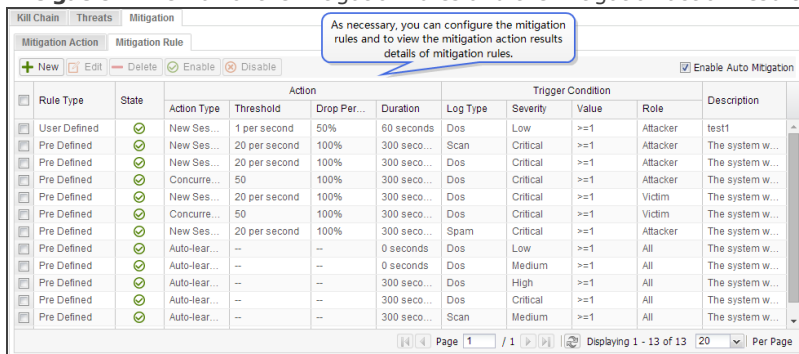 Kill Chain Threats Mitigation
As necessary, you can configure the mitigation
rules and to view the mitigation action results
details of mitigation rules.
Mitigation Action Mitigation Rule
New Edit Delete Enable Disable Enable Auto Mitigation
Rule Type State Action Trigger Condition Description
Action Type Threshold Drop Per... Duration Log Type Severity Value Role
User Defined New Ses... 1 per second 50% 60 seconds Dos Low >=1 Attacker test1
Pre Defined New Ses... 20 per second 100% 300 seco... Scan Critical >=1 Attacker The system w...
Pre Defined New Ses... 20 per second 100% 300 seco... Dos Critical >=1 Attacker The system w...
Pre Defined Concurre... 50 100% 300 seco... Dos Critical >=1 Attacker The system w...
Pre Defined New Ses... 20 per second 100% 300 seco... Dos Critical >=1 Victim The system w...
Pre Defined Concurre... 50 100% 300 seco... Dos Critical >=1 Victim The system w...
Pre Defined New Ses... 20 per second 100% 300 seco... Spam Critical >=1 Attacker The system w...
Pre Defined Auto-lear... -- -- 0 seconds Dos Low >=1 All The system w...
Pre Defined Auto-lear... -- -- 0 seconds Dos Medium >=1 All The system w...
Pre Defined Auto-lear... -- -- 300 seco... Dos High >=1 All The system w...
Pre Defined Auto-lear... -- -- 300 seco... Dos Critical >=1 All The system w...
Pre Defined Auto-lear... -- -- 300 seco... Scan Medium >=1 All The system w...
Page 1 / 1 Displaying 1 - 13 of 13 20 Per Page